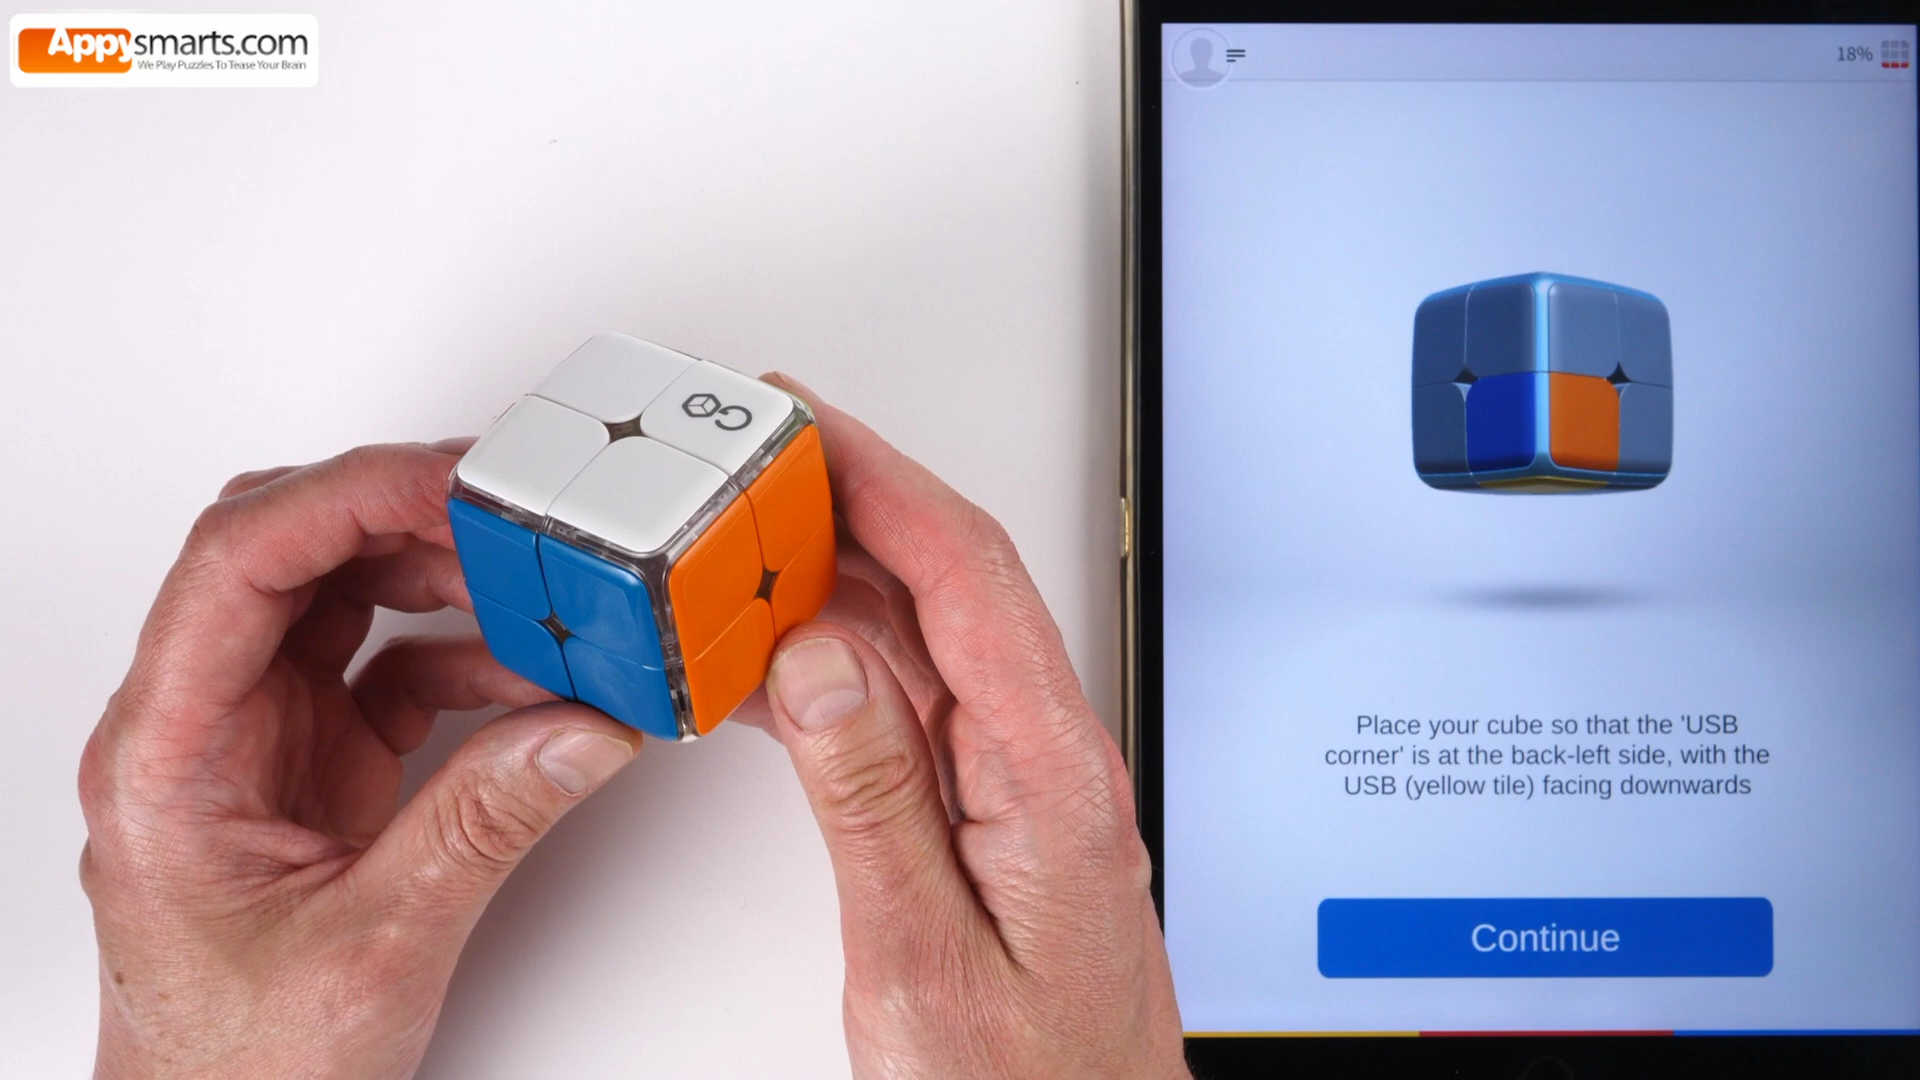 Appysmarts.com
We Play Puzzles To Tease Your Brain
18%
GO
Place your cube so that the 'USB
corner' is at the back-left side, with the
USB (yellow tile) facing downwards
Continue